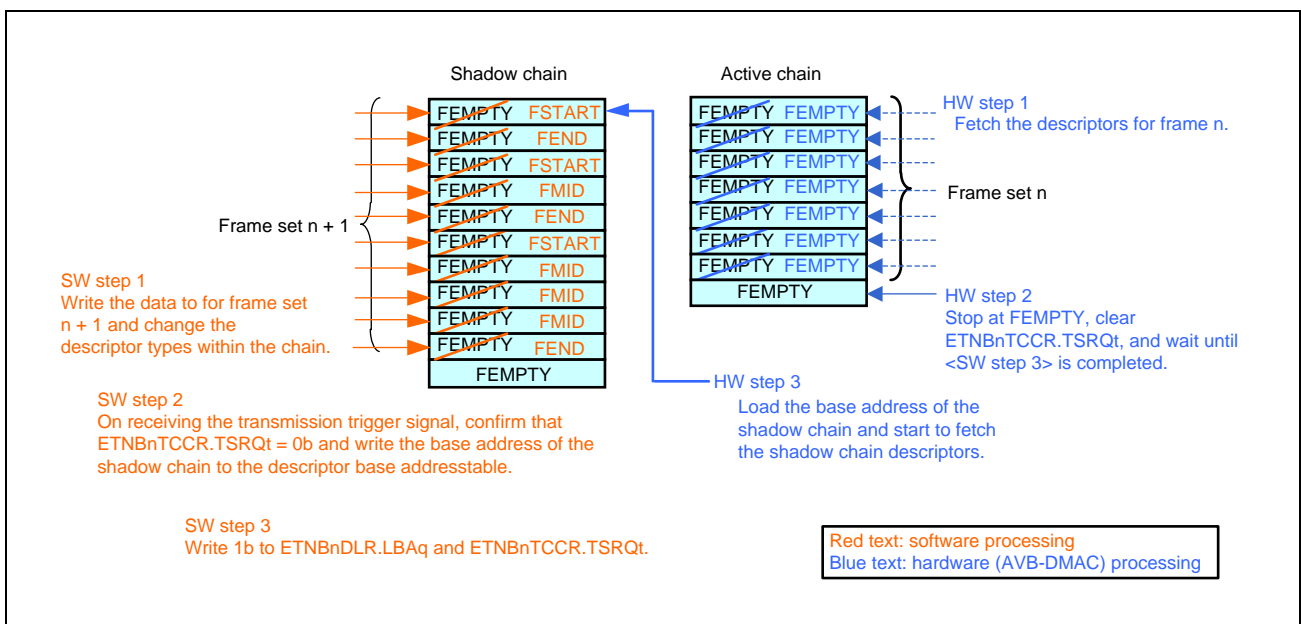 Shadow chain
Active chain
FEMPTY FSTART
FEMPTY FEND
FEMPTY FSTART
FEMPTY FMID
FEMPTY FEND
FEMPTY FSTART
FEMPTY FMID
FEMPTY FMID
FEMPTY FMID
FEMPTY FEND
FEMPTY
Frame set n + 1
FEMPTY FEMPTY
FEMPTY FEMPTY
FEMPTY FEMPTY
FEMPTY FEMPTY
FEMPTY FEMPTY
FEMPTY FEMPTY
FEMPTY FEMPTY
FEMPTY
HW step 1
Fetch the descriptors for frame n.
Frame set n
SW step 1
Write the data to for frame set
n + 1 and change the
descriptor types within the chain.
HW step 2
Stop at FEMPTY, clear
ETNBnTCCR.TSRQt, and wait until
<SW step 3> is completed.
HW step 3
Load the base address of the
shadow chain and start to fetch
the shadow chain descriptors.
SW step 2
On receiving the transmission trigger signal, confirm that
ETNBnTCCR.TSRQt = 0b and write the base address of the
shadow chain to the descriptor base addresstable.
SW step 3
Write 1b to ETNBnDLR.LBAq and ETNBnTCCR.TSRQt.
Red text: software processing
Blue text: hardware (AVB-DMAC) processing